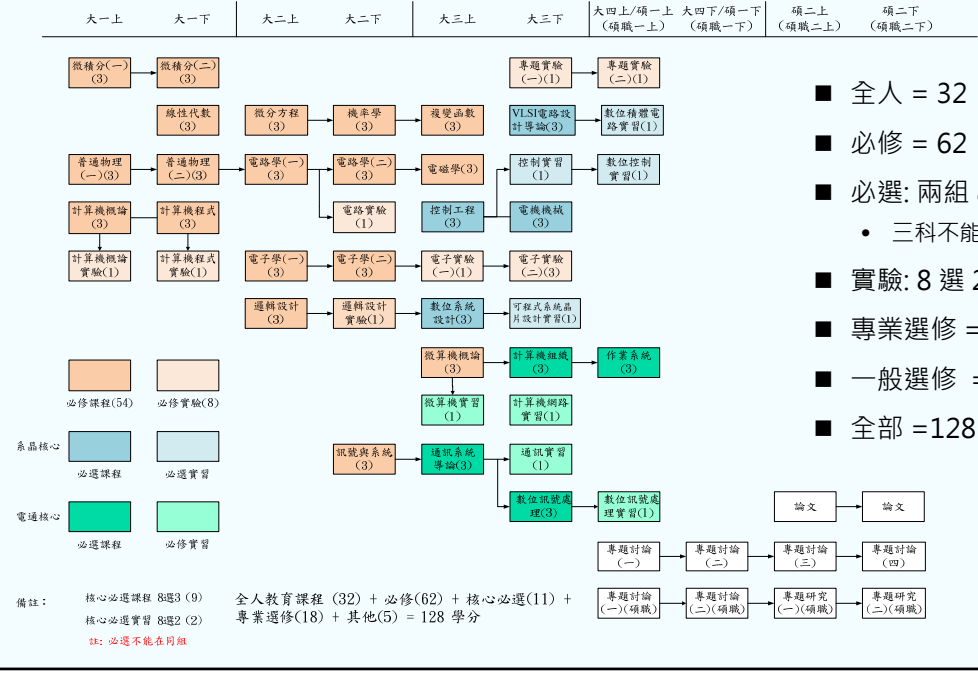 大一上
大一下
大二上
大二下
大三上
大三下
大四上/碩一上
(碩職一上)
大四下/碩一下
(碩職一下)
碩二上
(碩職二上)
碩二下
(碩職二下)
微積分(一)
(3)
微積分(二)
(3)
專題實驗
(一)(1)
專題實驗
(二)(1)
線性代數
(3)
微分方程
(3)
機率學
(3)
複變函數
(3)
VLSI電路設
計導論(3)
數位積體電
路實習(1)
普通物理
(一)(3)
普通物理
(二)(3)
電路學(一)
(3)
電路學(二)
(3)
電磁學(3)
控制實習
(1)
數位控制
實習(1)
計算機概論
(3)
計算機程式
(3)
電路實驗
(1)
控制工程
(3)
電機機械
(3)
計算機概論
實驗(1)
計算機程式
實驗(1)
電子學(一)
(3)
電子學(二)
(3)
電子實驗
(一)(1)
電子實驗
(二)(3)
邏輯設計
(3)
邏輯設計
實驗(1)
數位系統
設計(3)
可程式系統晶
片設計實習(1)
微算機概論
(3)
計算機組織
(3)
作業系統
(3)
微算機實習
(1)
計算機網路
實習(1)
訊號與系統
(3)
通訊系統
導論(3)
通訊實習
(1)
數位訊號處
理(3)
數位訊號處
理實習(1)
論文
論文
專題討論
(一)
專題討論
(二)
專題討論
(三)
專題討論
(四)
專題討論
(一)(碩職)
專題討論
(二)(碩職)
專題研究
(一)(碩職)
專題研究
(二)(碩職)
必修課程(54)
必修實驗(8)
系晶核心
必選課程
必選實習
電通核心
必選課程
必修實習
備註：
核心必選課程 8選3 (9)
核心必選實習 8選2 (2)
註: 必選不能在同組
全人教育課程 (32) + 必修(62) + 核心必選(11) +
專業選修(18) + 其他(5) = 128 學分
■ 全人 = 32
■ 必修 = 62
■ 必選: 兩組
• 三科不能
■ 實驗: 8 選 2
■ 專業選修 =
■ 一般選修 =
■ 全部 =128